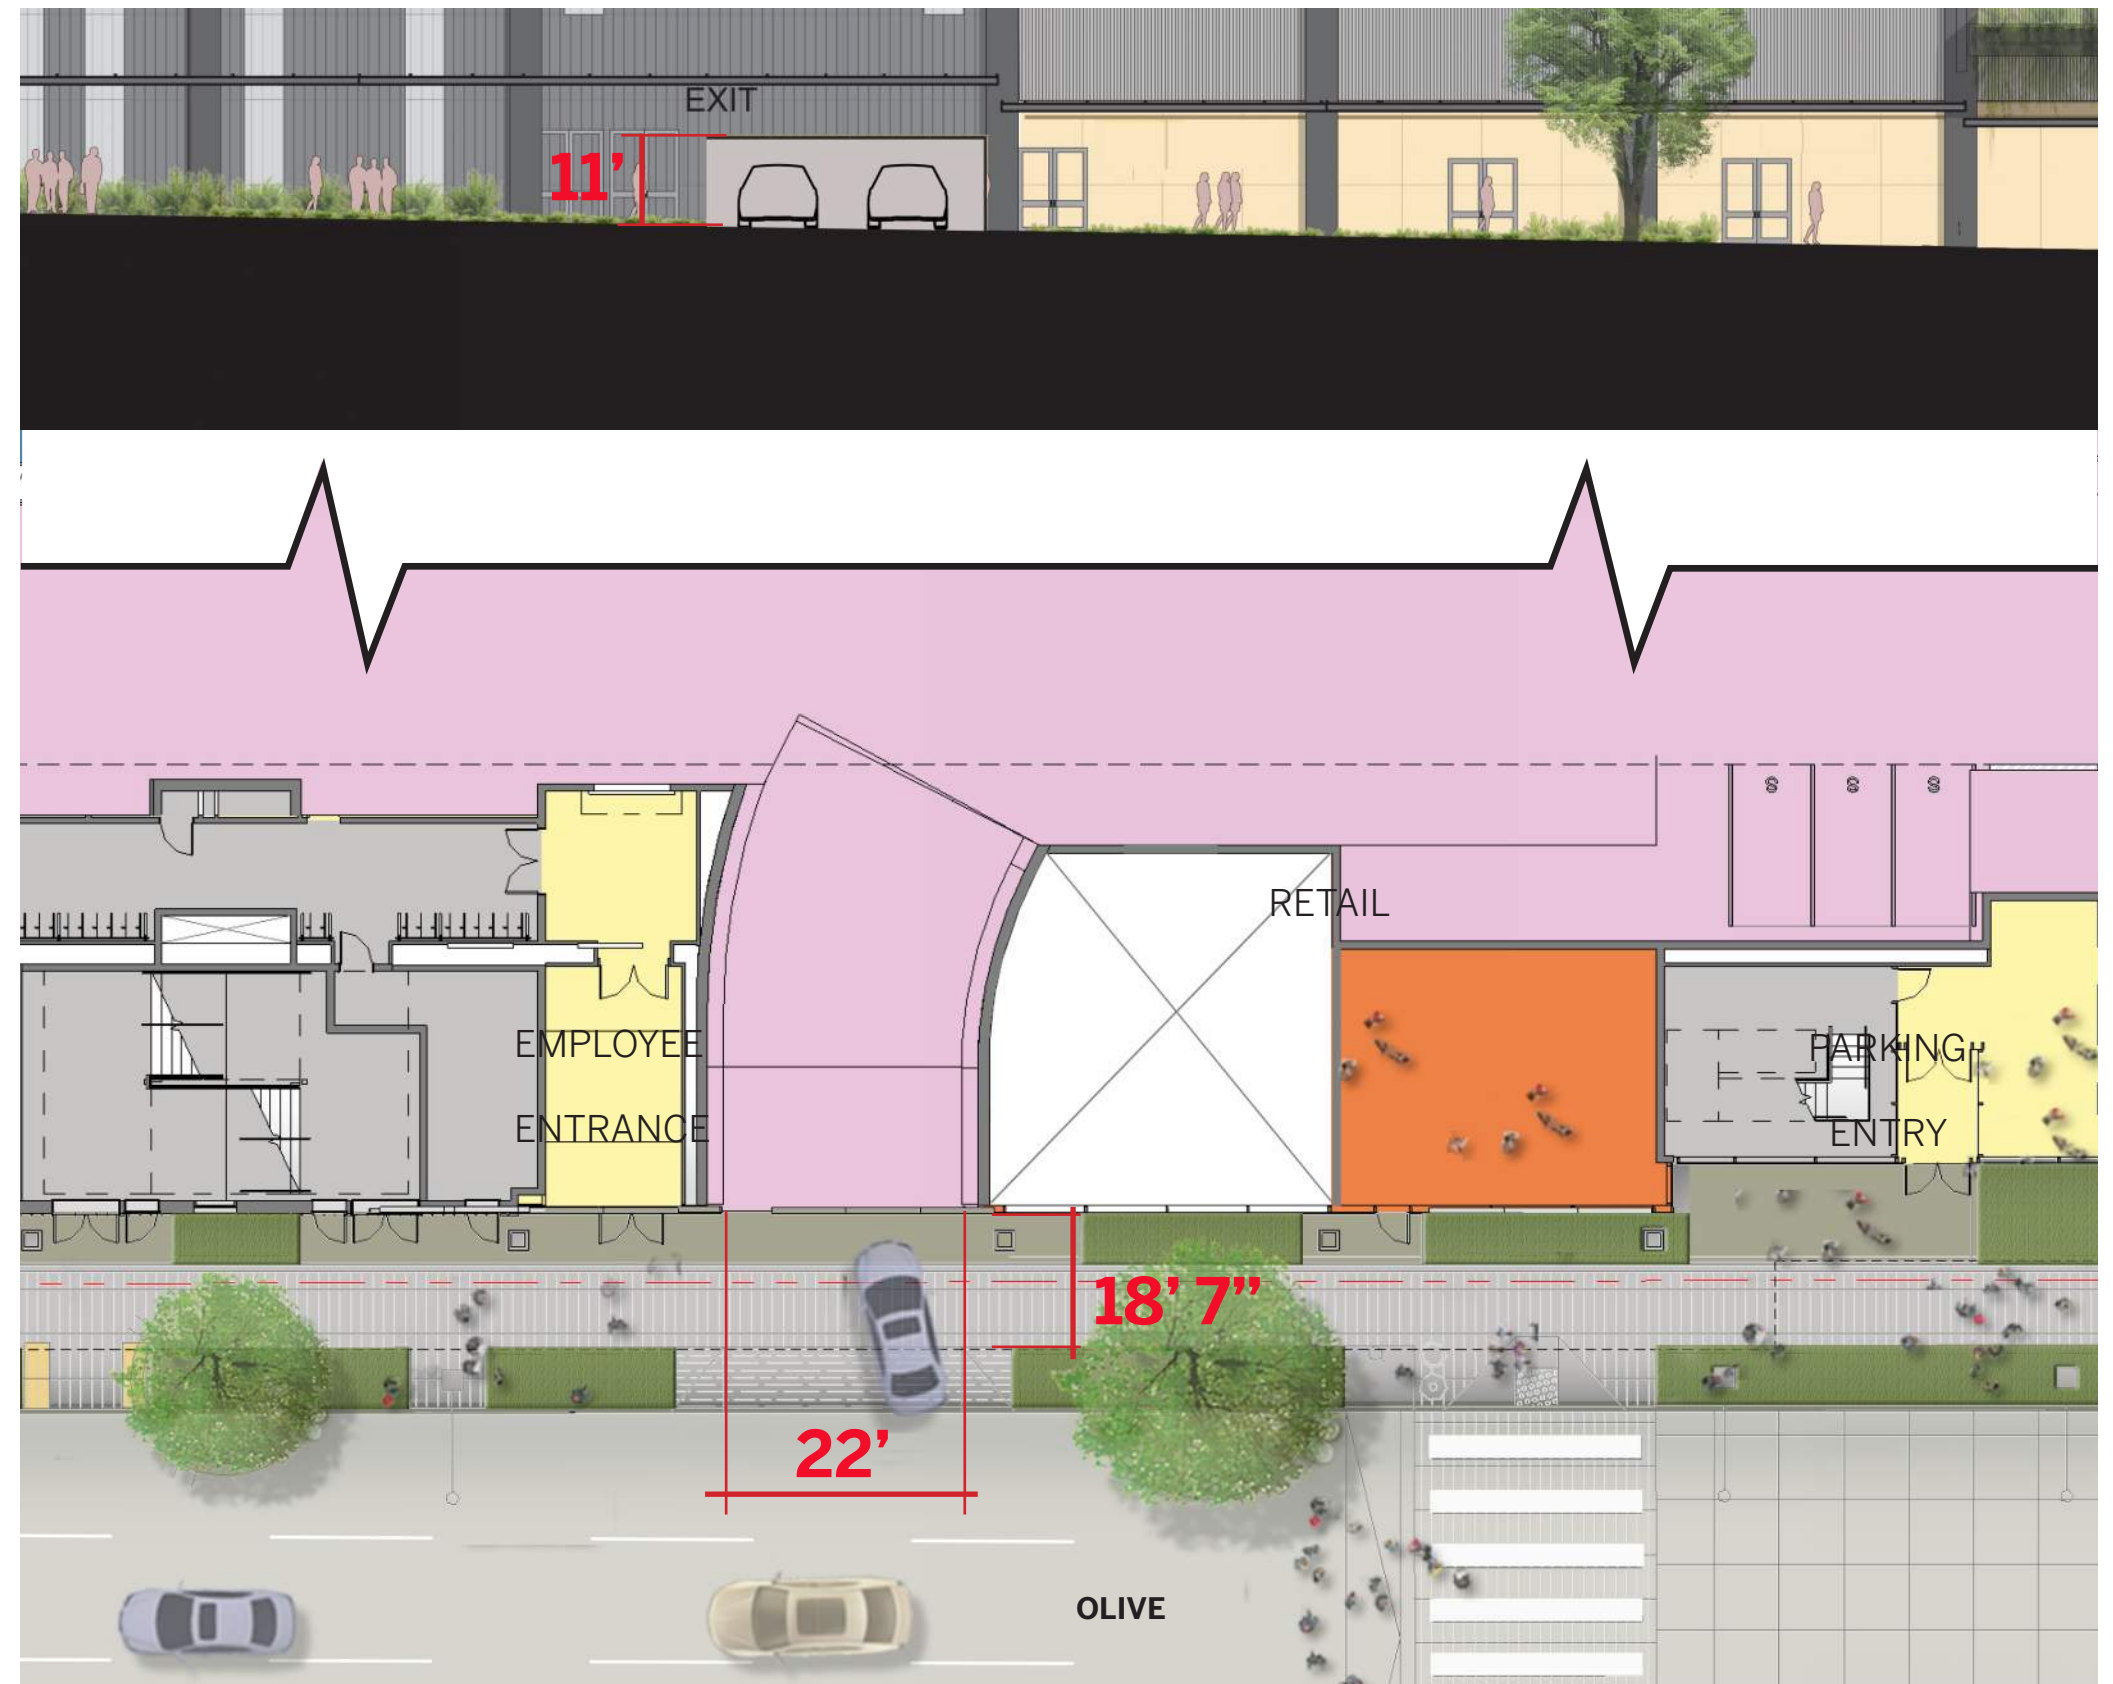 EXIT
11’
RETAIL
EMPLOYEE
ENTRANCE
PARKING
ENTRY
18’ 7”
22’
OLIVE